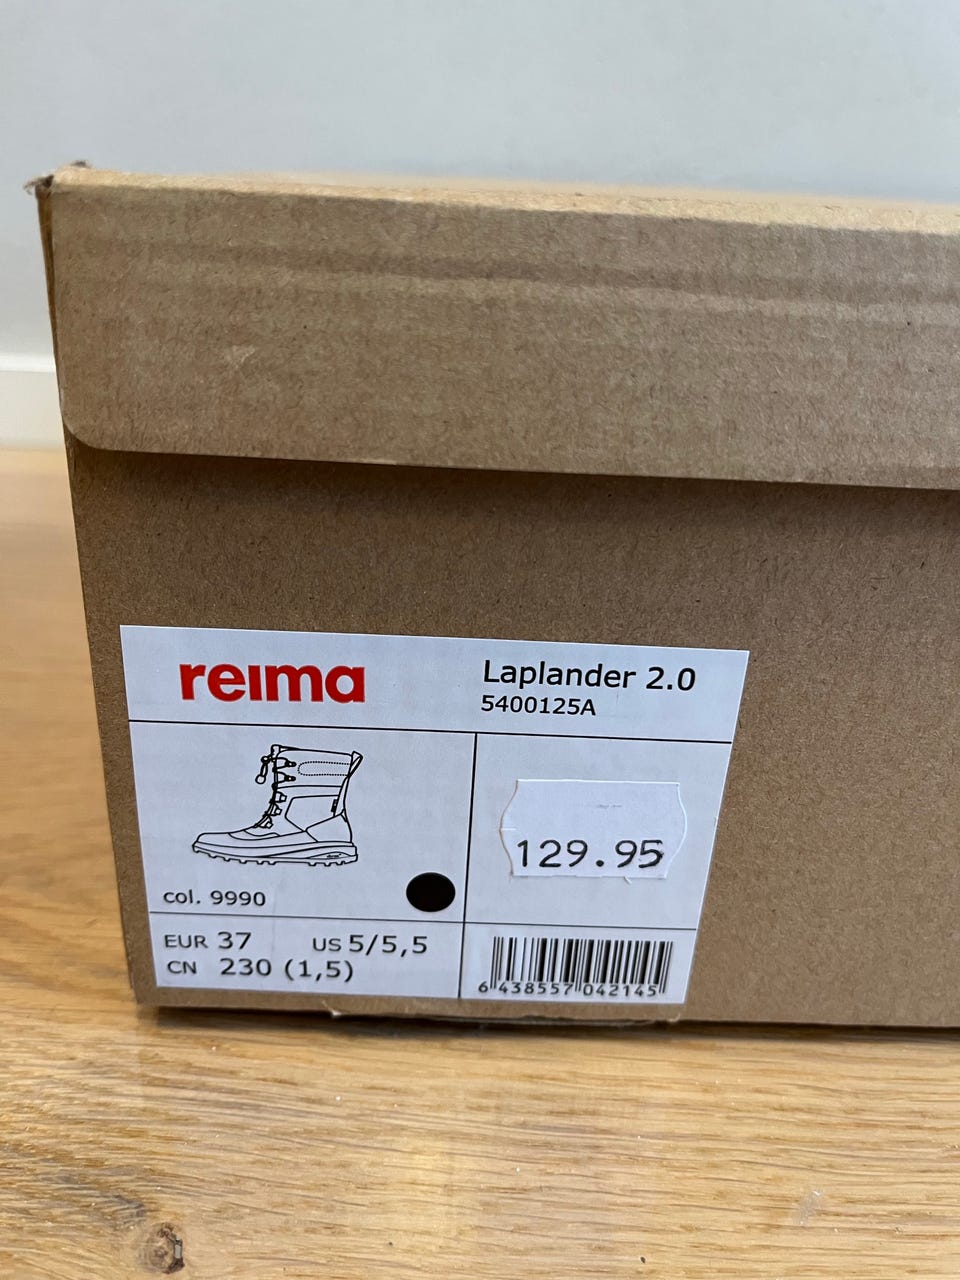 reima
Laplander 2.0
5400125A
129.95
col. 9990
EUR 37 US 5/5,5
CN 230 (1,5)
6 438557 042145